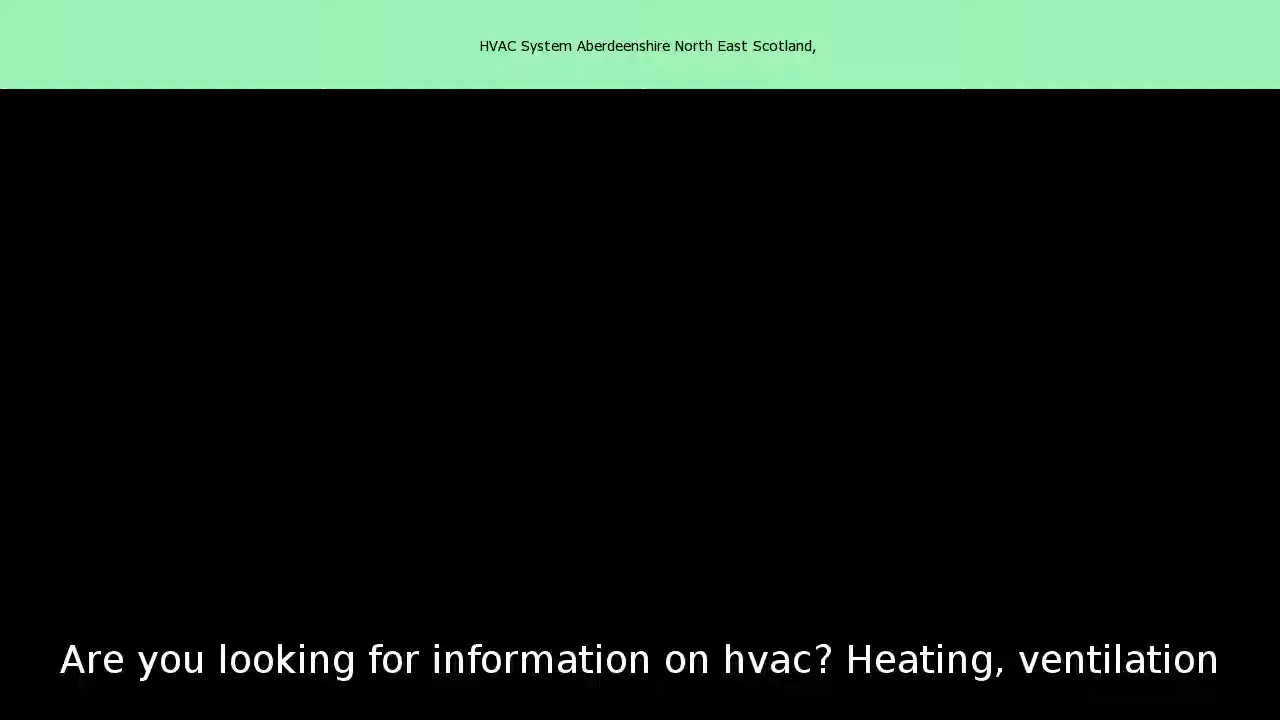 HVAC System Aberdeenshire North East Scotland,
Are you looking for information on hvac? Heating, ventilation